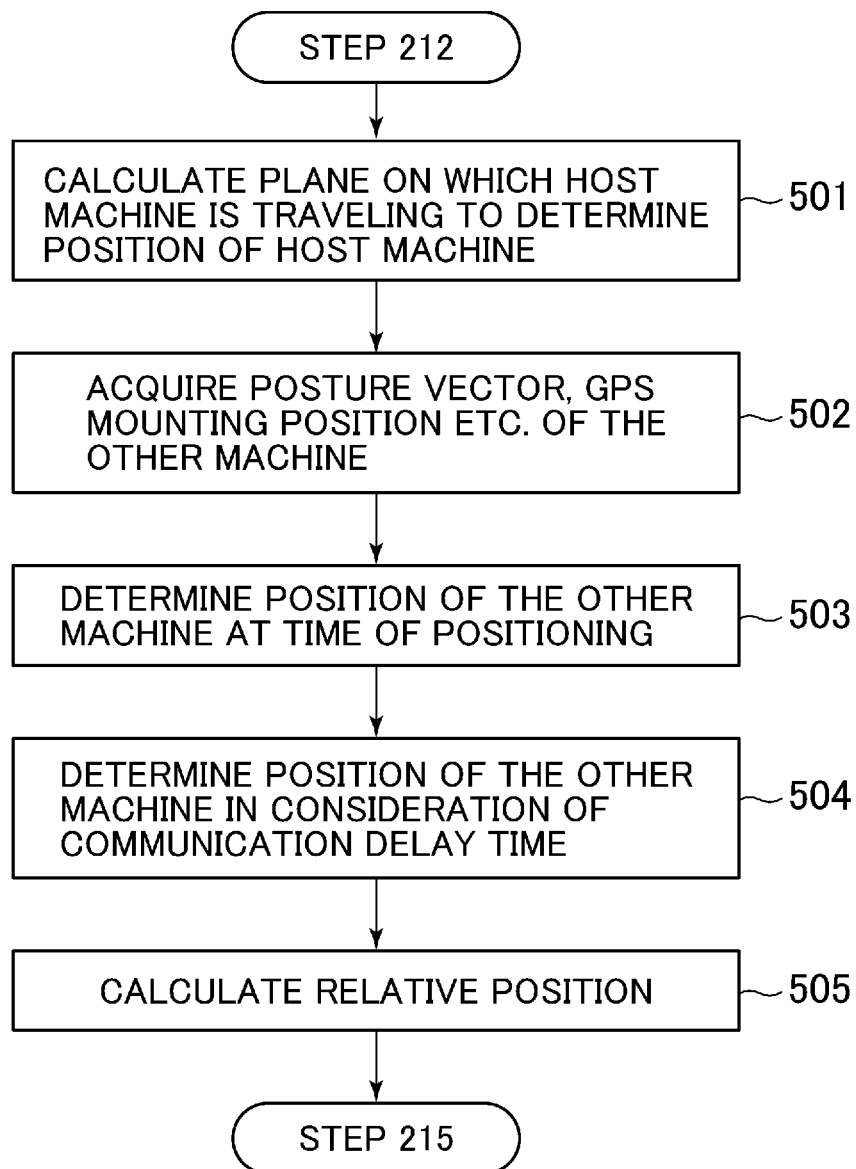 STEP 212
CALCULATE PLANE ON WHICH HOST
MACHINE IS TRAVELING TO DETERMINE
POSITION OF HOST MACHINE
501
ACQUIRE POSTURE VECTOR, GPS
MOUNTING POSITION ETC. OF THE
OTHER MACHINE
502
DETERMINE POSITION OF THE OTHER
MACHINE AT TIME OF POSITIONING
503
DETERMINE POSITION OF THE OTHER
MACHINE IN CONSIDERATION OF
COMMUNICATION DELAY TIME
504
CALCULATE RELATIVE POSITION
505
STEP 215